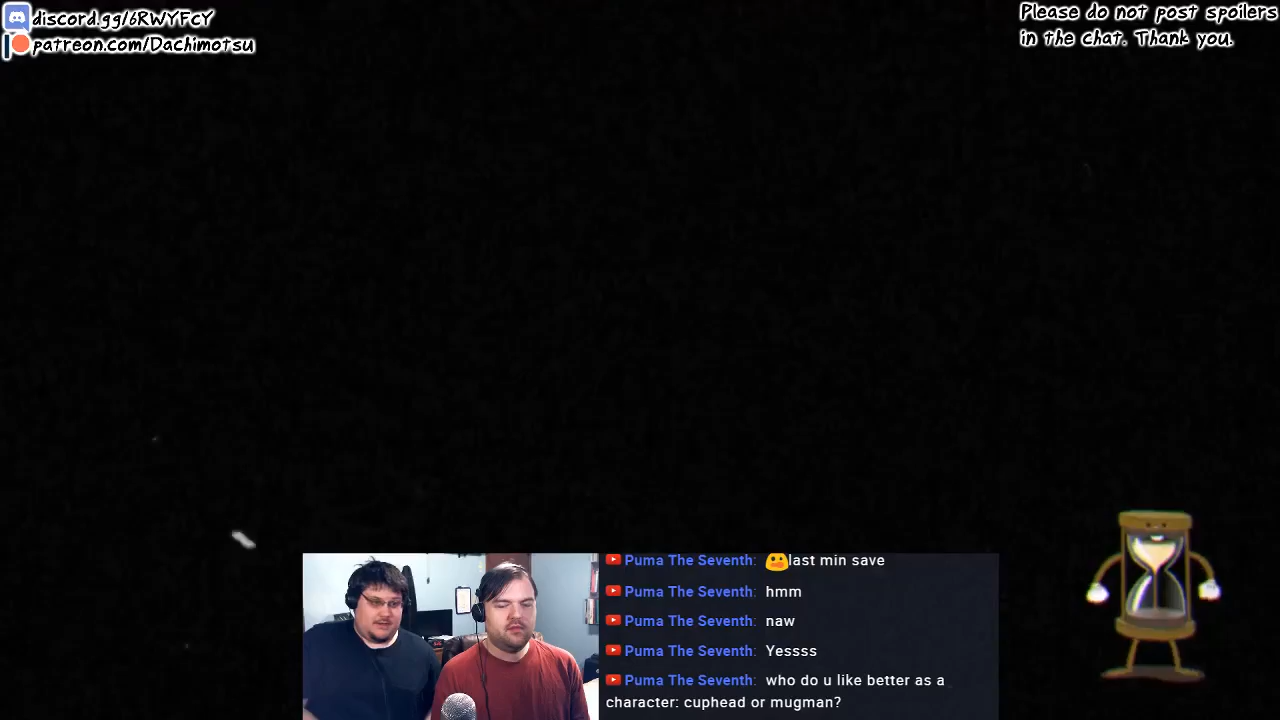 discord.gg/6RWYFcY
patreon.com/Dachimotsu
Please do not post spoilers
in the chat. Thank you.
Puma The Seventh: last min save
Puma The Seventh: hmm
Puma The Seventh: naw
Puma The Seventh: Yessss
Puma The Seventh: who do u like better as a
character: cuphead or mugman?